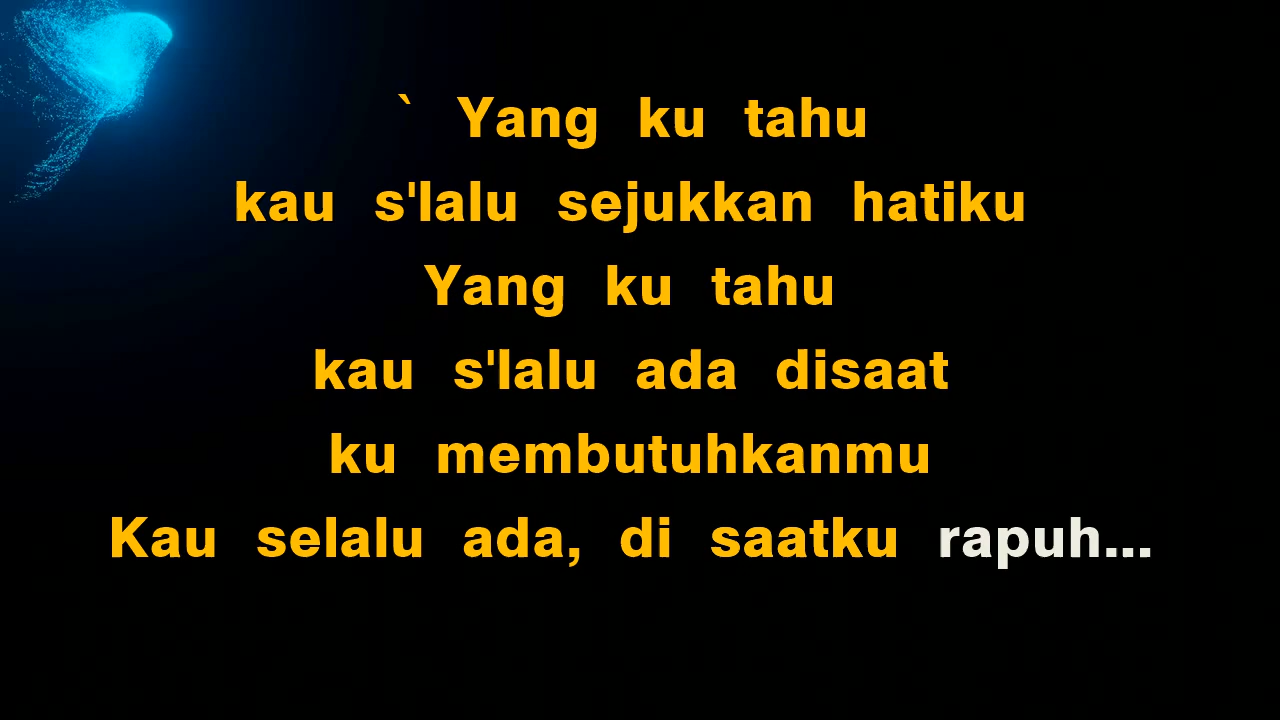 ` Yang ku tahu
kau s'lalu sejukkan hatiku
Yang ku tahu
kau s'lalu ada disaat
ku membutuhkanmu
Kau selalu ada, di saatku rapuh...